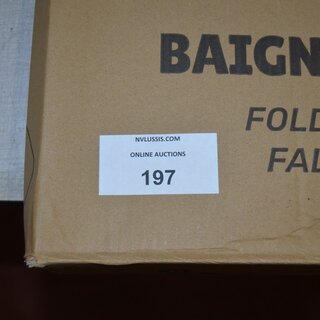 BAIGN
FOLD
FAL
NVLUSSIS.COM
ONLINE AUCTIONS
197